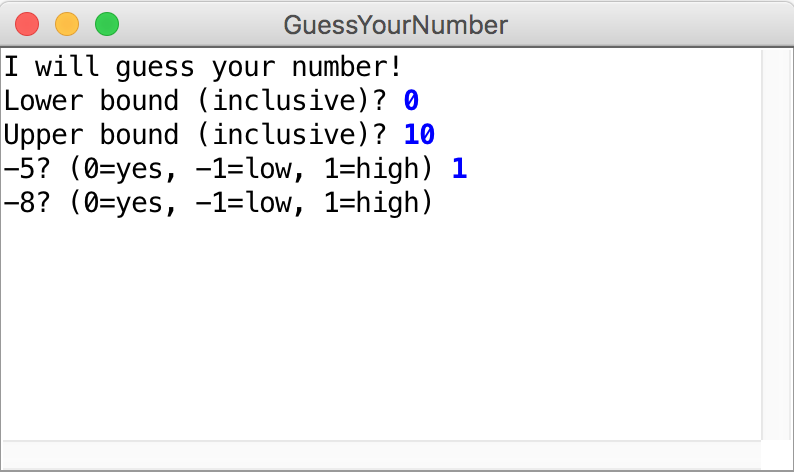 GuessYourNumber
I will guess your number!
Lower bound (inclusive)? 0
Upper bound (inclusive)? 10
-5? (0=yes, -1=low, 1=high) 1
-8? (0=yes, -1=low, 1=high)